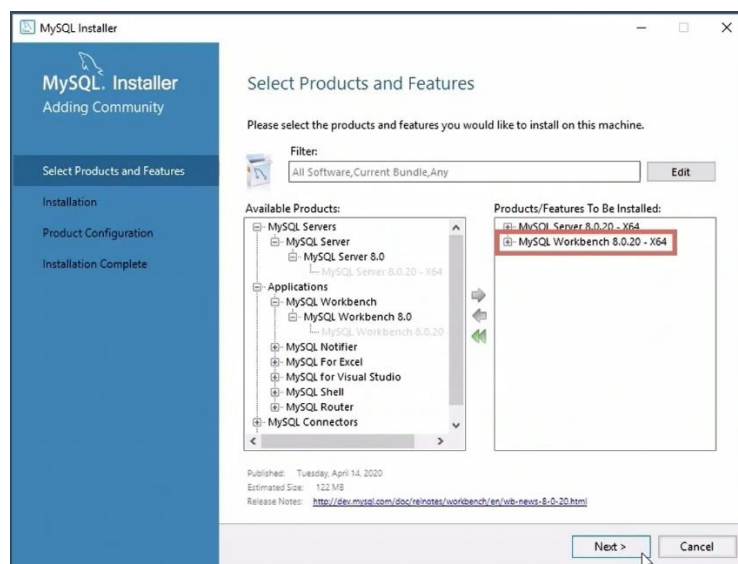 MySQL Installer
MySQL. Installer
Adding Community
Select Products and Features
Installation
Product Configuration
Installation Complete
Select Products and Features
Please select the products and features you would like to install on this machine.
Filter:
All Software,Current Bundle,Any
Edit
Available Products:
MySQL Servers
MySQL Server
MySQL Server 8.0
MySQL Server 8.0.20 - X64
Applications
MySQL Workbench
MySQL Workbench 8.0
MySQL Workbench 8.0.20
MySQL Notifier
MySQL For Excel
MySQL for Visual Studio
MySQL Shell
MySQL Router
MySQL Connectors
Products/Features To Be Installed:
MySQL Server 8.0.20 - X64
MySQL Workbench 8.0.20 - X64
Published: Tuesday, April 14, 2020
Estimated Size: 122 MB
Release Notes: http://dev.mysql.com/doc/relnotes/workbench/en/wb-news-8-0-20.html
Next >
Cancel